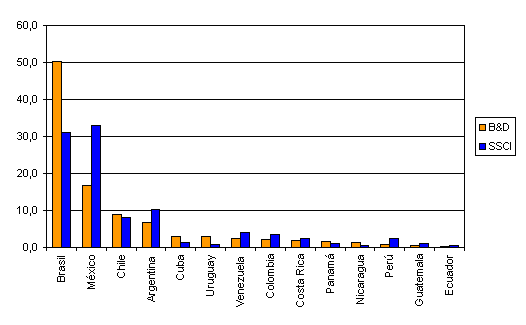 60,0
50,0
40,0
30,0
20,0
10,0
0,0
Brasil
México
Chile
Argentina
Cuba
Uruguay
Venezuela
Colombia
Costa Rica
Panamá
Nicaragua
Perú
Guatemala
Ecuador
B&D
SSCI